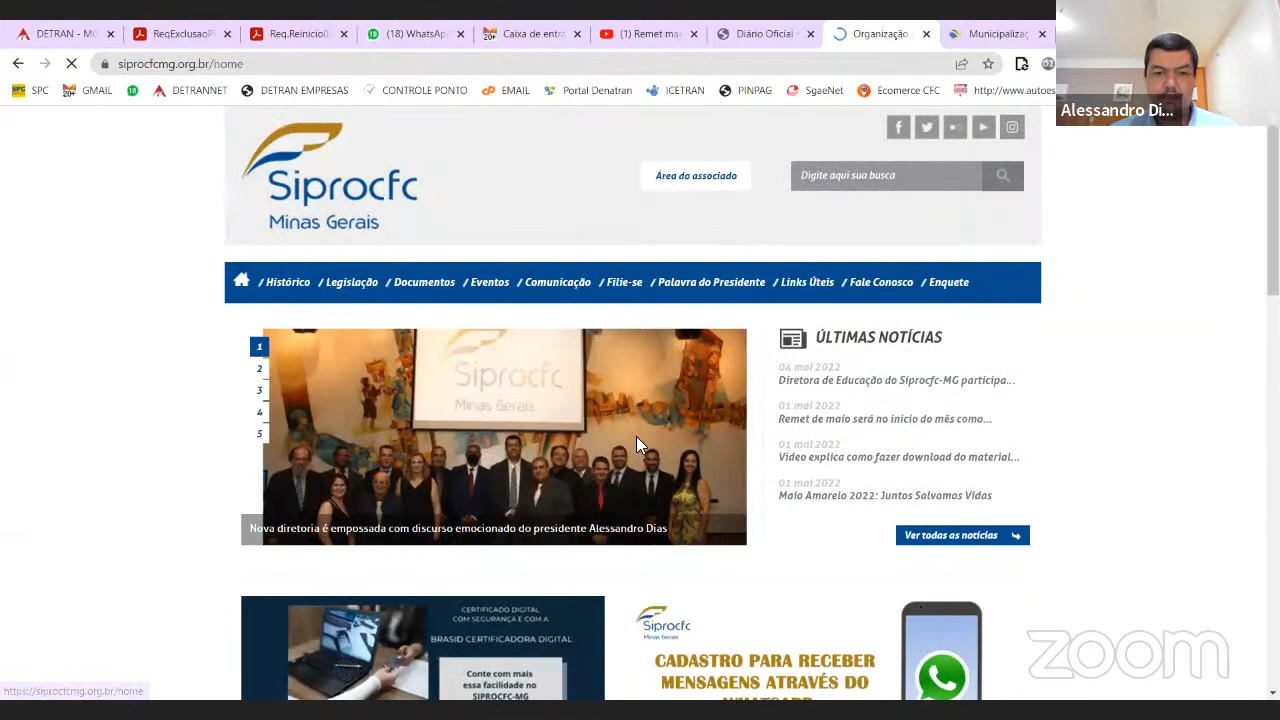 DETRAN - MG
ReqExclusaoP
Req.Reinicio0
(18) WhatsAp
Caixa de entra
(1) Remet ma
Diário Oficial
Organização
Municipalizaç
siprocfcmg.org.br/home
SPC
GMAIL
DETRANNET
DETRAN EMPRESAS
CONTROLE PONTO
EMAIL
Portal Denatran
ICETRAN
PINPAG
SgaeNet
Ecomerce CFC
http://www.autoes
Alessandro Di...
Siprocfc
Minas Gerais
Área do associado
Digite aqui sua busca
/ Histórico / Legislação / Documentos / Eventos / Comunicação / Filie-se / Palavra do Presidente / Links Úteis / Fale Conosco / Enquete
1
2
3
4
5
Siprocfc
Minas Gerais
Nova diretoria é empossada com discurso emocionado do presidente Alessandro Dias
ÚLTIMAS NOTÍCIAS
04 mai 2022
Diretora de Educação do Siprocfc-MG participa...
01 mai 2022
Remet de maio será no início do mês como...
01 mai 2022
Vídeo explica como fazer download do material...
01 mai 2022
Maio Amarelo 2022: Juntos Salvamos Vidas
Ver todas as notícias
CERTIFICADO DIGITAL
COM SEGURANÇA E COM A
BRASID CERTIFICADORA DIGITAL
Conte com mais
essa facilidade no
SIPROCFC-MG
Siprocfc
Minas Gerais
CADASTRO PARA RECEBER
MENSAGENS ATRAVÉS DO
WHATSAPP
zoom
https://siprocfcmg.org.br/home